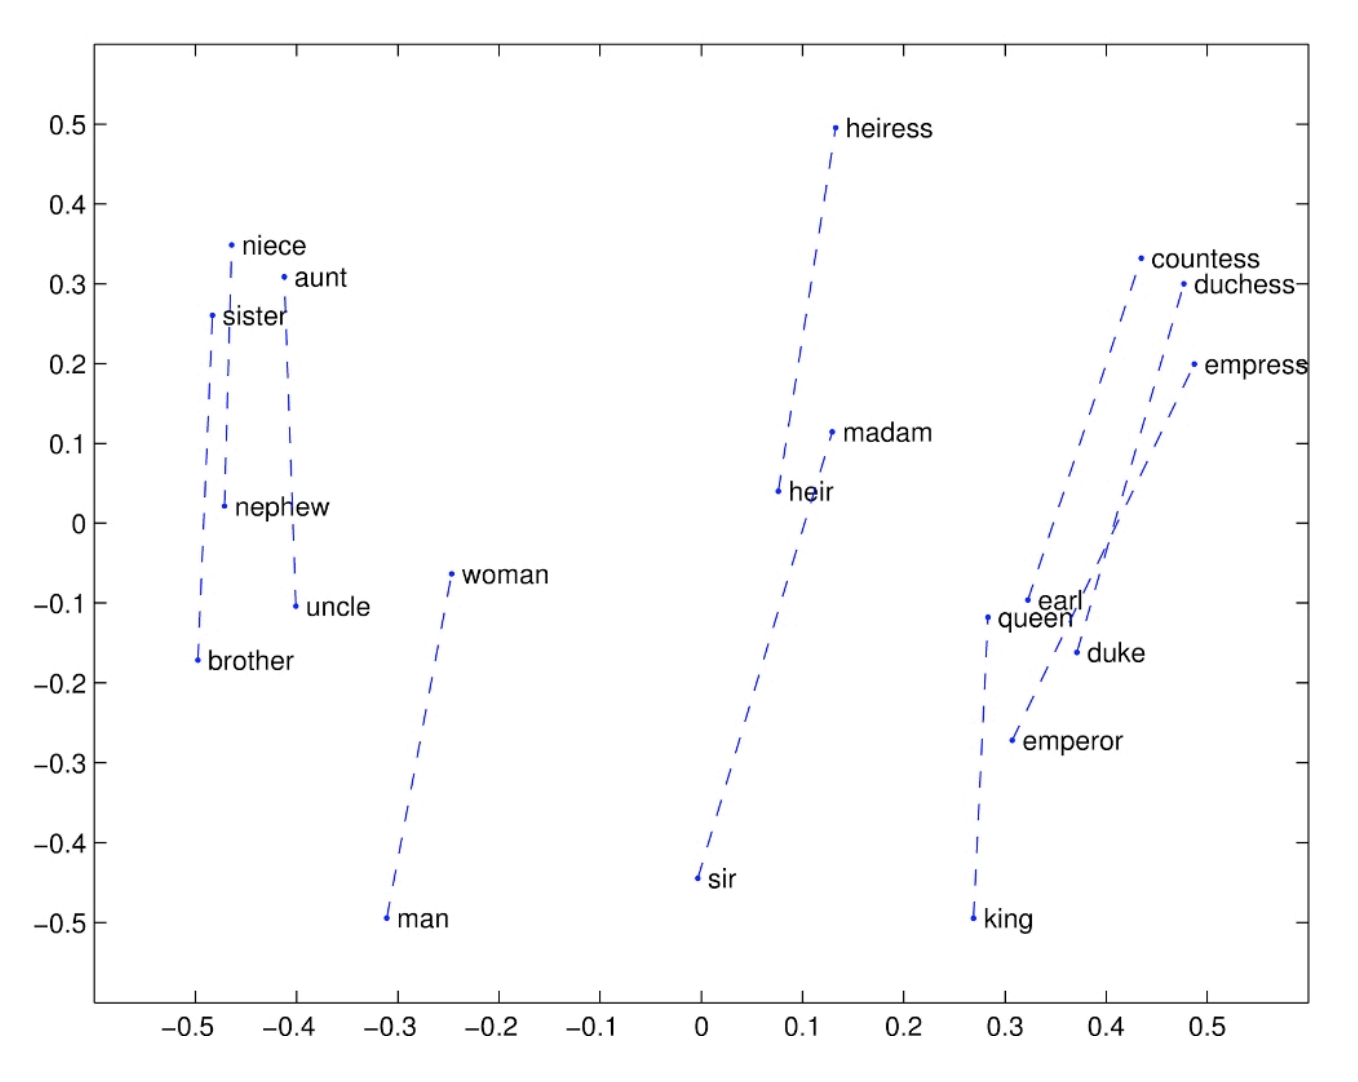 0.5
heiress
0.4
niece
countess
0.3
aunt
duchess
sister
0.2
empress
0.1
madam
heir
nephew
0
woman
−0.1
earl
uncle
queen
duke
brother
−0.2
emperor
−0.3
−0.4
sir
−0.5
man
king
−0.5 −0.4 −0.3 −0.2 −0.1 0 0.1 0.2 0.3 0.4 0.5